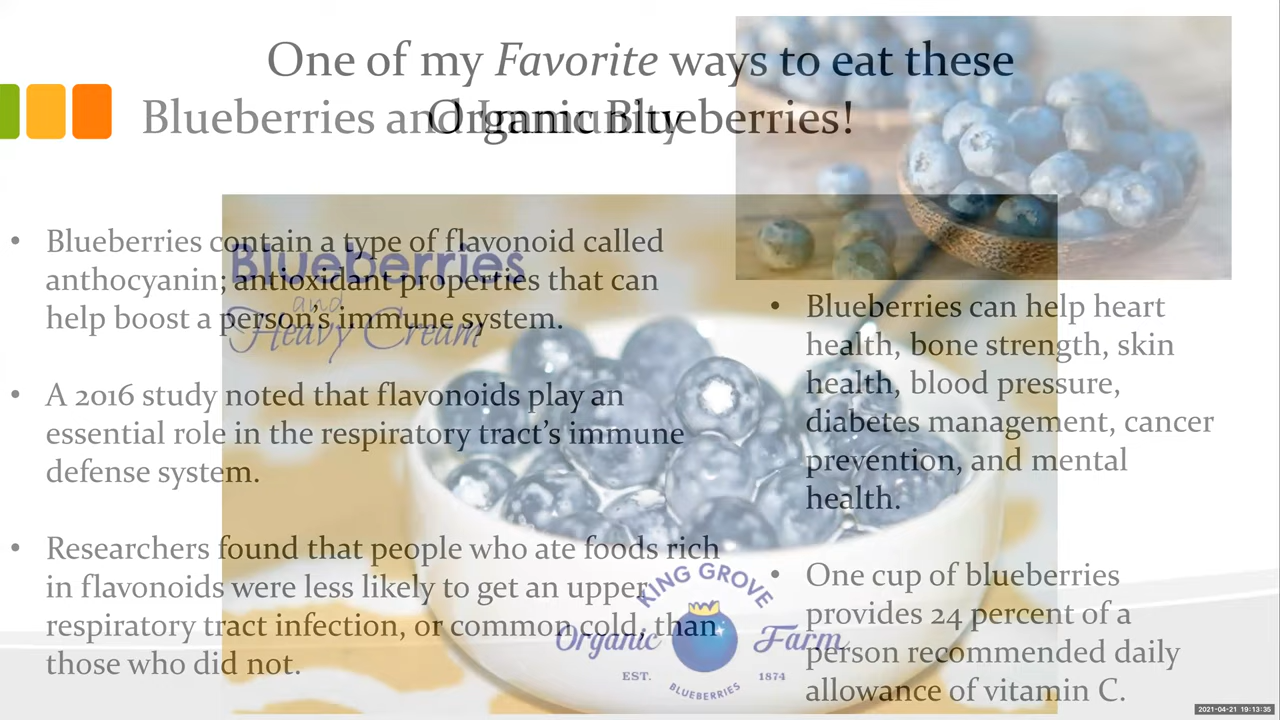 One of my Favorite ways to eat these
Organic Blueberries!
Blueberries and Immunity
• Blueberries contain a type of flavonoid called
anthocyanin; antioxidant properties that can
help boost a person's immune system.
• A 2016 study noted that flavonoids play an
essential role in the respiratory tract's immune
defense system.
• Researchers found that people who ate foods rich
in flavonoids were less likely to get an upper
respiratory tract infection, or common cold, than
those who did not.
Blueberries
and
Heavy Cream
• Blueberries can help heart
health, bone strength, skin
health, blood pressure,
diabetes management, cancer
prevention, and mental
health.
• One cup of blueberries
provides 24 percent of a
person recommended daily
allowance of vitamin C.
KING GROVE
Organic Farm
EST. 1874
BLUEBERRIES
2021-04-21 19:13:35